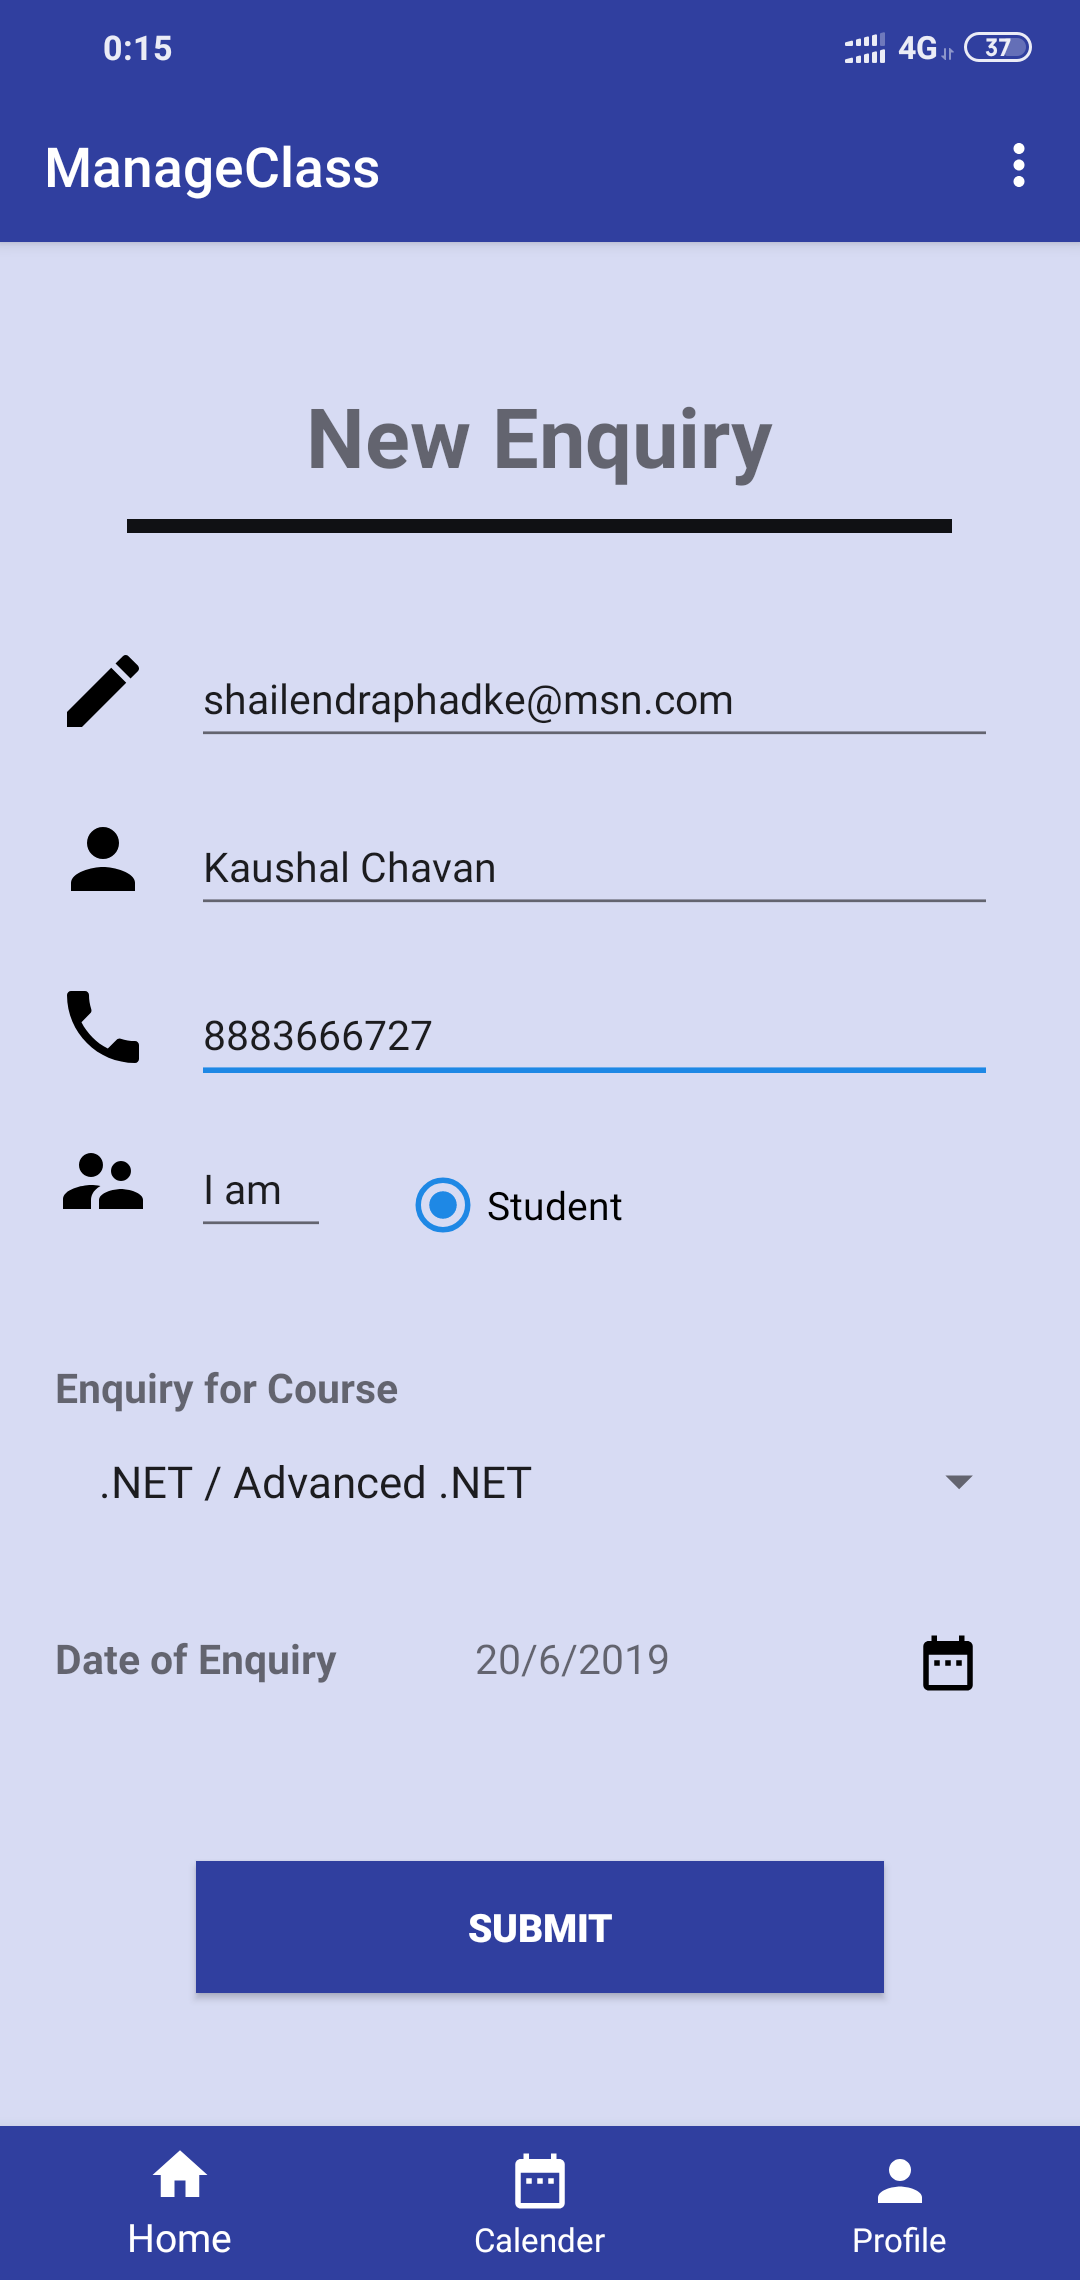 0:15 4G 37
ManageClass
New Enquiry
shailendraphadke@msn.com
Kaushal Chavan
8883666727
I am Student
Enquiry for Course
.NET / Advanced .NET
Date of Enquiry 20/6/2019
SUBMIT
Home Calender Profile